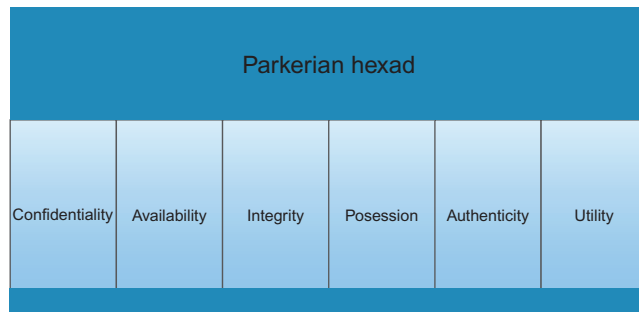 Parkerian hexad
Confidentiality
Availability
Integrity
Posession
Authenticity
Utility